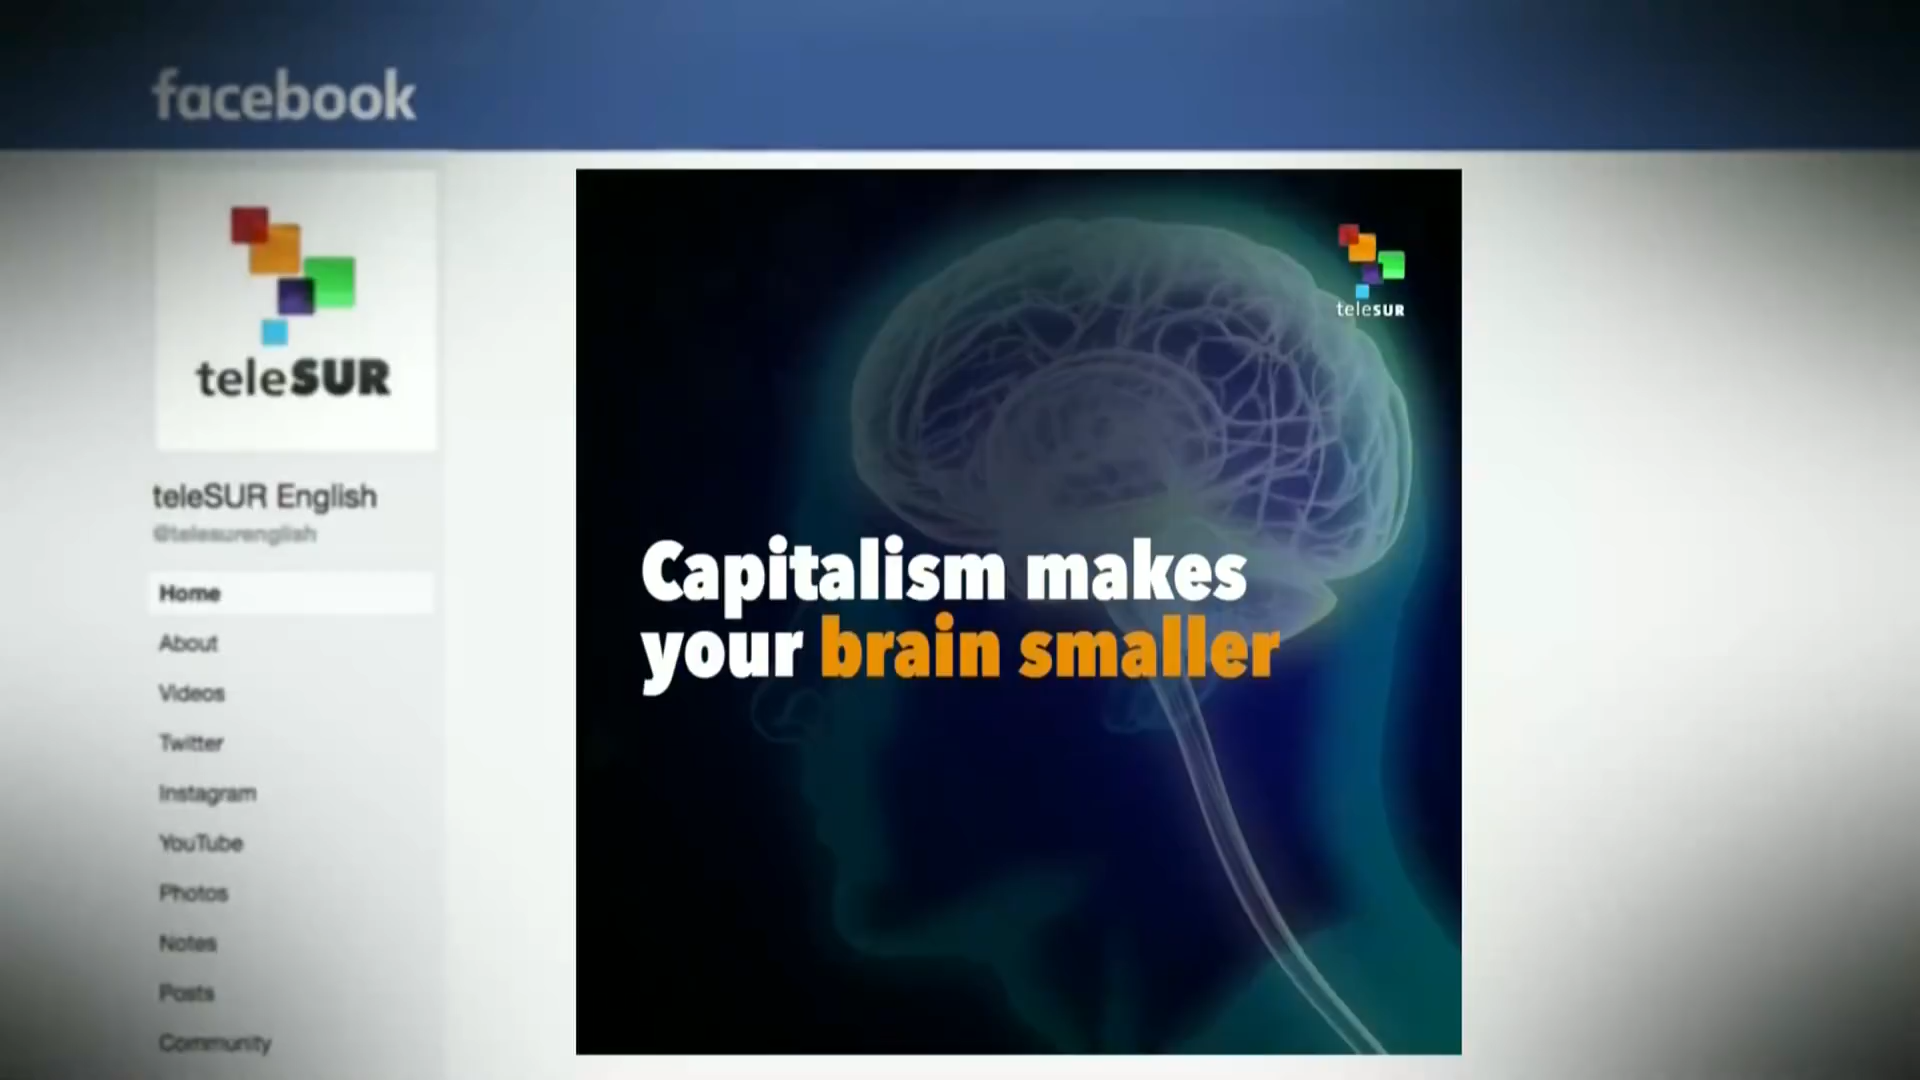 facebook
teleSUR
teleSUR English
@telesurenglish
Home
About
Videos
Twitter
Instagram
YouTube
Photos
Notes
Posts
Community
teleSUR
Capitalism makes
your brain smaller